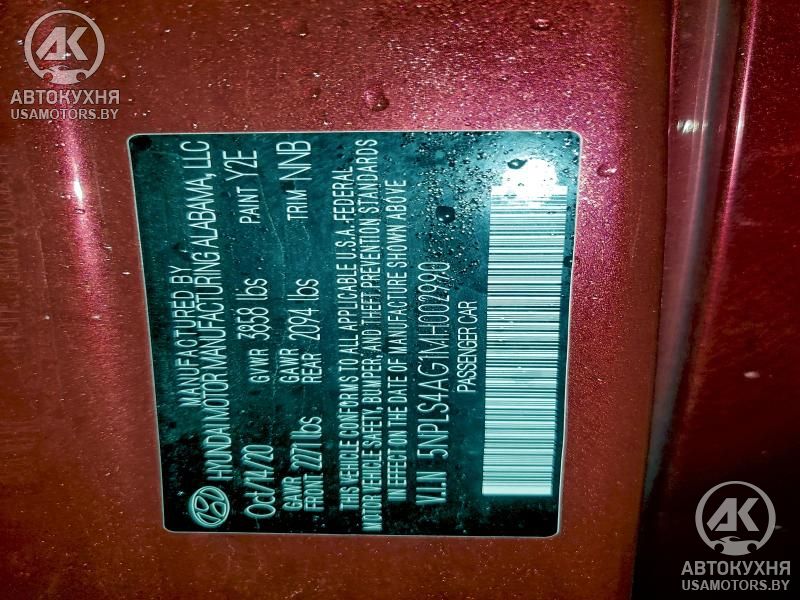 AK
АВТОКУХНЯ
USAMOTORS.BY
MANUFACTURED BY
HYUNDAI MOTOR MANUFACTURING ALABAMA, LLC
Oct/14/20 GVWR 3858 lbs PAINT Y2E
GAWR FRONT 2271 lbs GAWR REAR 2094 lbs TRIM NNB
THIS VEHICLE CONFORMS TO ALL APPLICABLE U.S.A. FEDERAL
MOTOR VEHICLE SAFETY, BUMPER, AND THEFT PREVENTION STANDARDS
IN EFFECT ON THE DATE OF MANUFACTURE SHOWN ABOVE
V.I.N 5NPLS4AG1MH002990
PASSENGER CAR
AK
АВТОКУХНЯ
USAMOTORS.BY